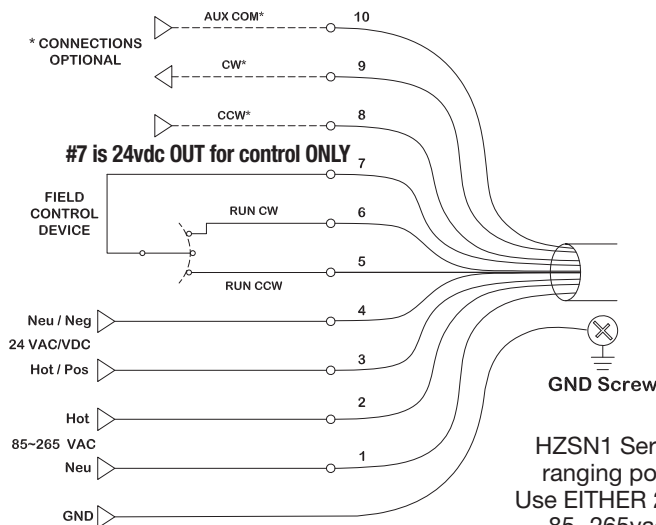 AUX COM*
10
* CONNECTIONS
OPTIONAL
CW*
9
CCW*
8
#7 is 24vdc OUT for control ONLY
7
FIELD
CONTROL
DEVICE
RUN CW
6
5
RUN CCW
Neu / Neg
4
24 VAC/VDC
Hot / Pos
3
GND Screw
Hot
2
85~265 VAC
Neu
1
GND
HZSN1 Ser
ranging po
Use EITHER 2
85-265va